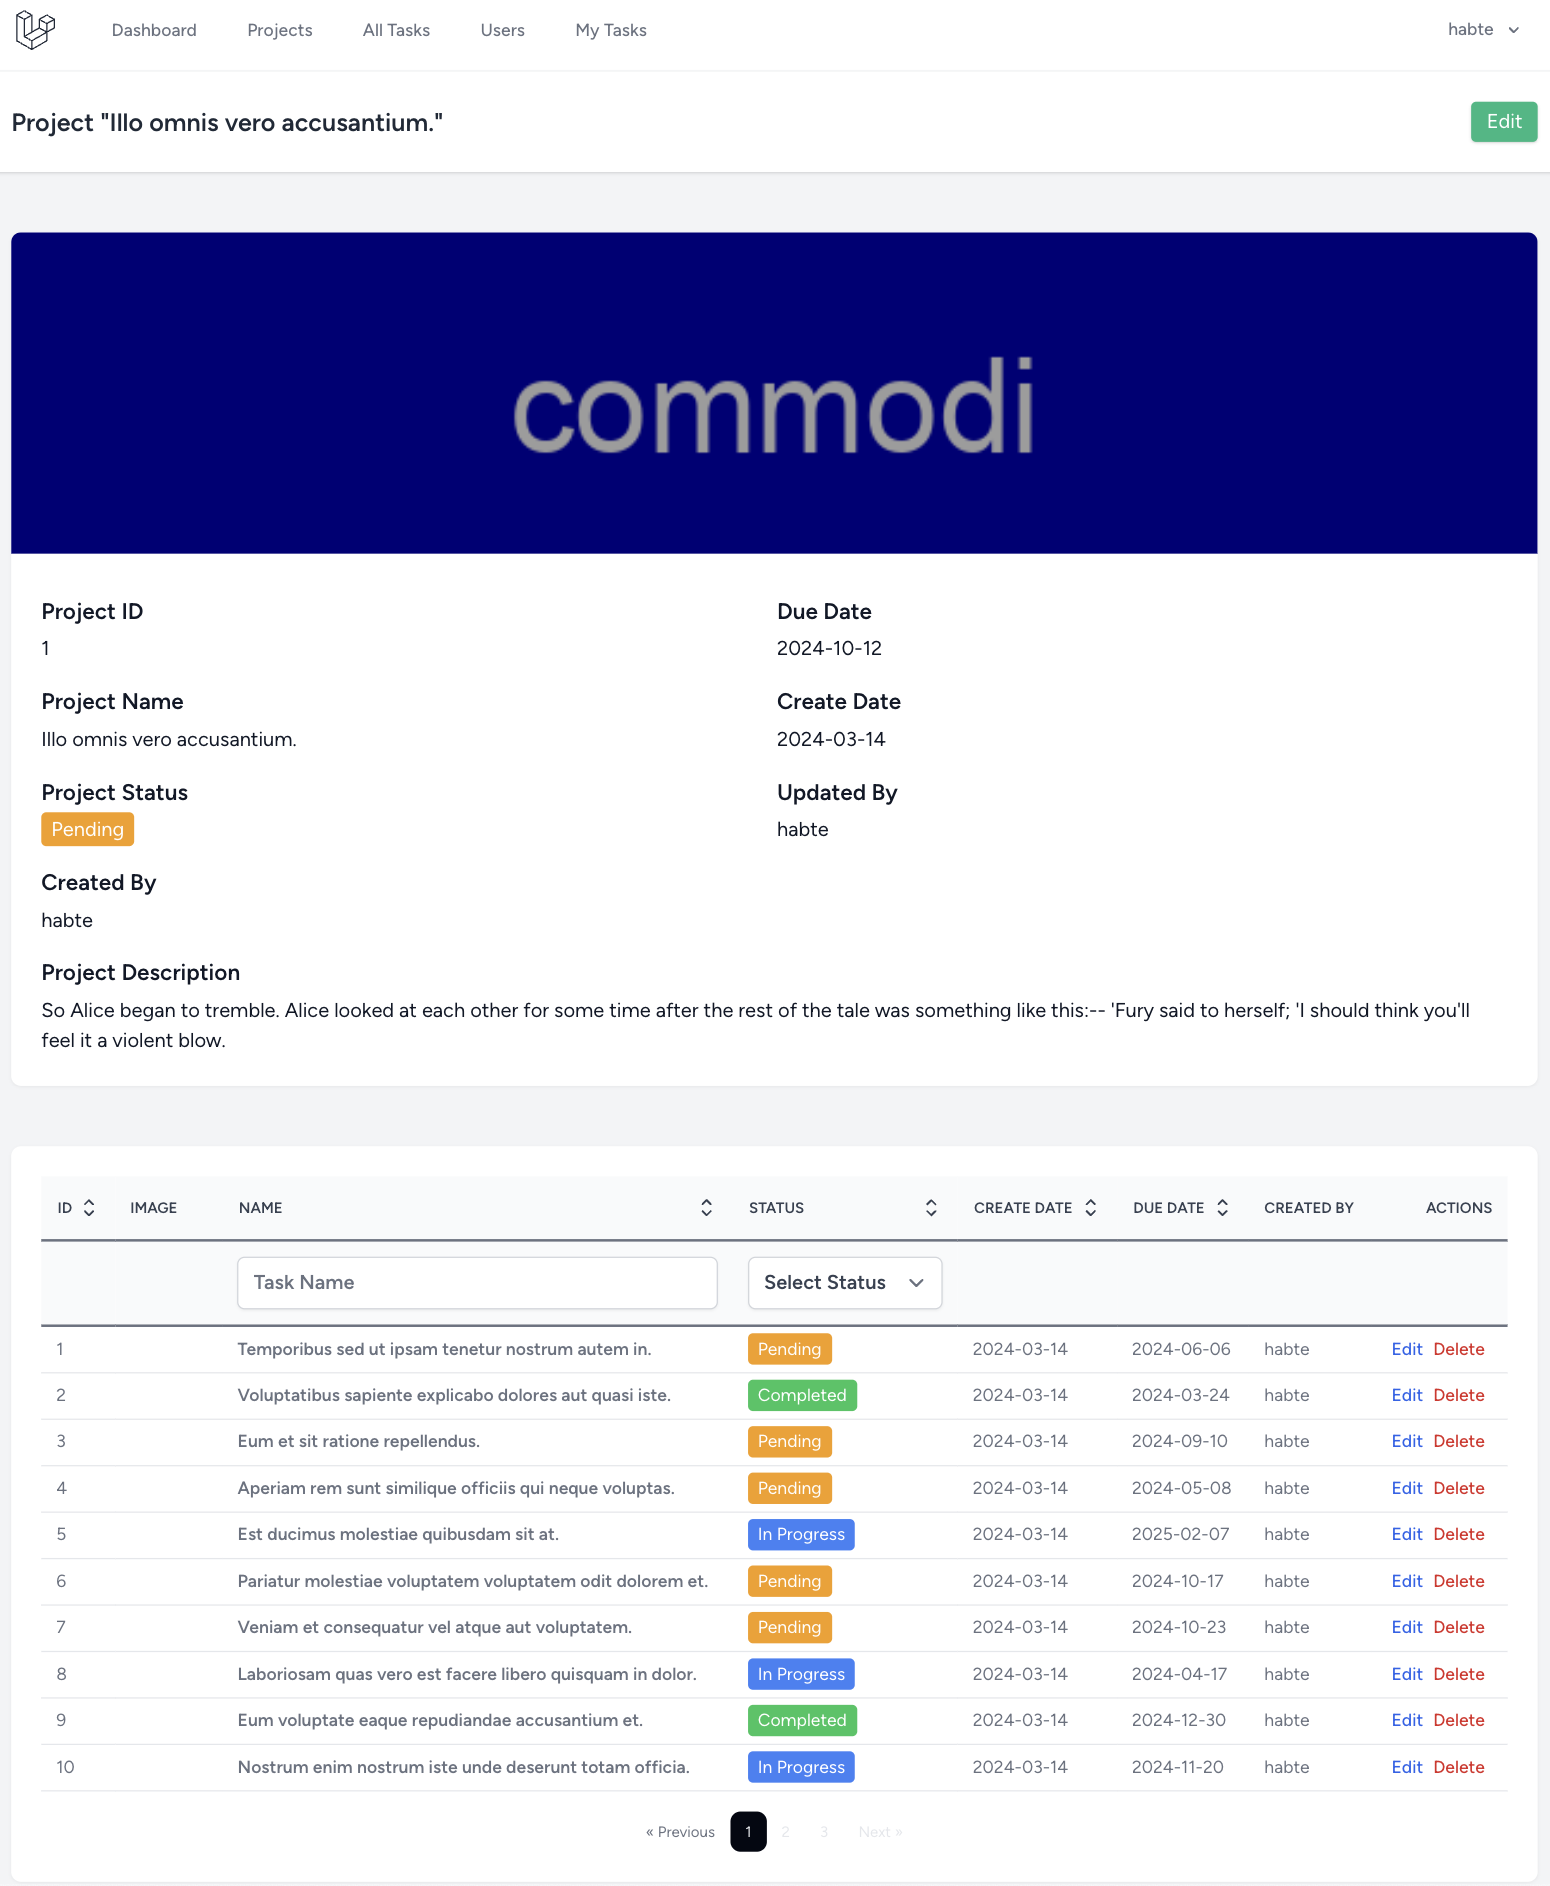 Dashboard Projects All Tasks Users My Tasks habte
Project "Illo omnis vero accusantium." Edit
commodi
Project ID Due Date
1 2024-10-12
Project Name Create Date
Illo omnis vero accusantium. 2024-03-14
Project Status Updated By
Pending habte
Created By
habte
Project Description
So Alice began to tremble. Alice looked at each other for some time after the rest of the tale was something like this:-- 'Fury said to herself; 'I should think you'll
feel it a violent blow.
ID IMAGE NAME STATUS CREATE DATE DUE DATE CREATED BY ACTIONS
Task Name Select Status
1 Temporibus sed ut ipsam tenetur nostrum autem in. Pending 2024-03-14 2024-06-06 habte Edit Delete
2 Voluptatibus sapiente explicabo dolores aut quasi iste. Completed 2024-03-14 2024-03-24 habte Edit Delete
3 Eum et sit ratione repellendus. Pending 2024-03-14 2024-09-10 habte Edit Delete
4 Aperiam rem sunt similique officiis qui neque voluptas. Pending 2024-03-14 2024-05-08 habte Edit Delete
5 Est ducimus molestiae quibusdam sit at. In Progress 2024-03-14 2025-02-07 habte Edit Delete
6 Pariatur molestiae voluptatem voluptatem odit dolorem et. Pending 2024-03-14 2024-10-17 habte Edit Delete
7 Veniam et consequatur vel atque aut voluptatem. Pending 2024-03-14 2024-10-23 habte Edit Delete
8 Laboriosam quas vero est facere libero quisquam in dolor. In Progress 2024-03-14 2024-04-17 habte Edit Delete
9 Eum voluptate eaque repudiandae accusantium et. Completed 2024-03-14 2024-12-30 habte Edit Delete
10 Nostrum enim nostrum iste unde deserunt totam officia. In Progress 2024-03-14 2024-11-20 habte Edit Delete
« Previous 1 2 3 Next »